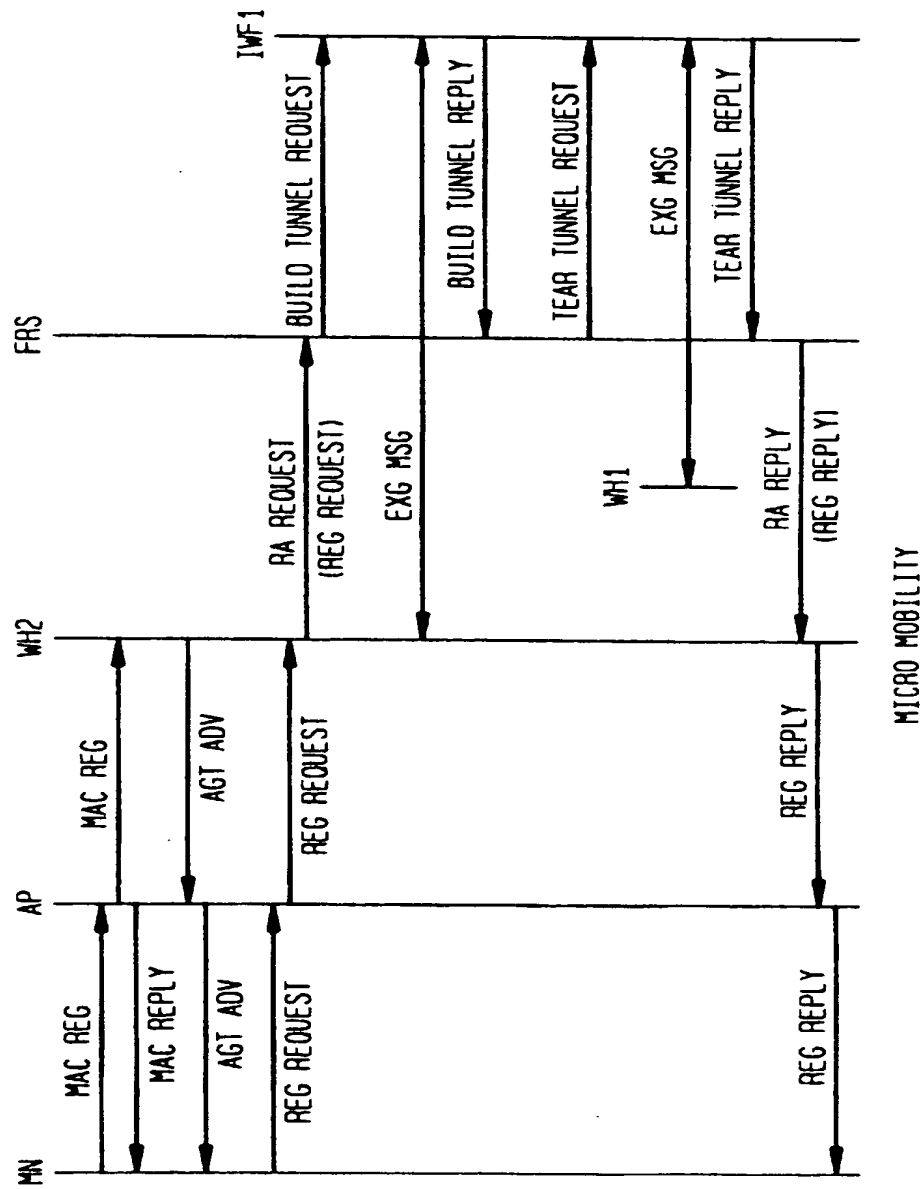 MN
AP
WH2
FRS
IWF1
MAC REG
MAC REG
MAC REPLY
AGT ADV
AGT ADV
REG REQUEST
REG REQUEST
RA REQUEST
(REG REQUEST)
BUILD TUNNEL REQUEST
EXG MSG
BUILD TUNNEL REPLY
TEAR TUNNEL REQUEST
WH1
EXG MSG
TEAR TUNNEL REPLY
RA REPLY
(REG REPLY)
REG REPLY
REG REPLY
MICRO MOBILITY